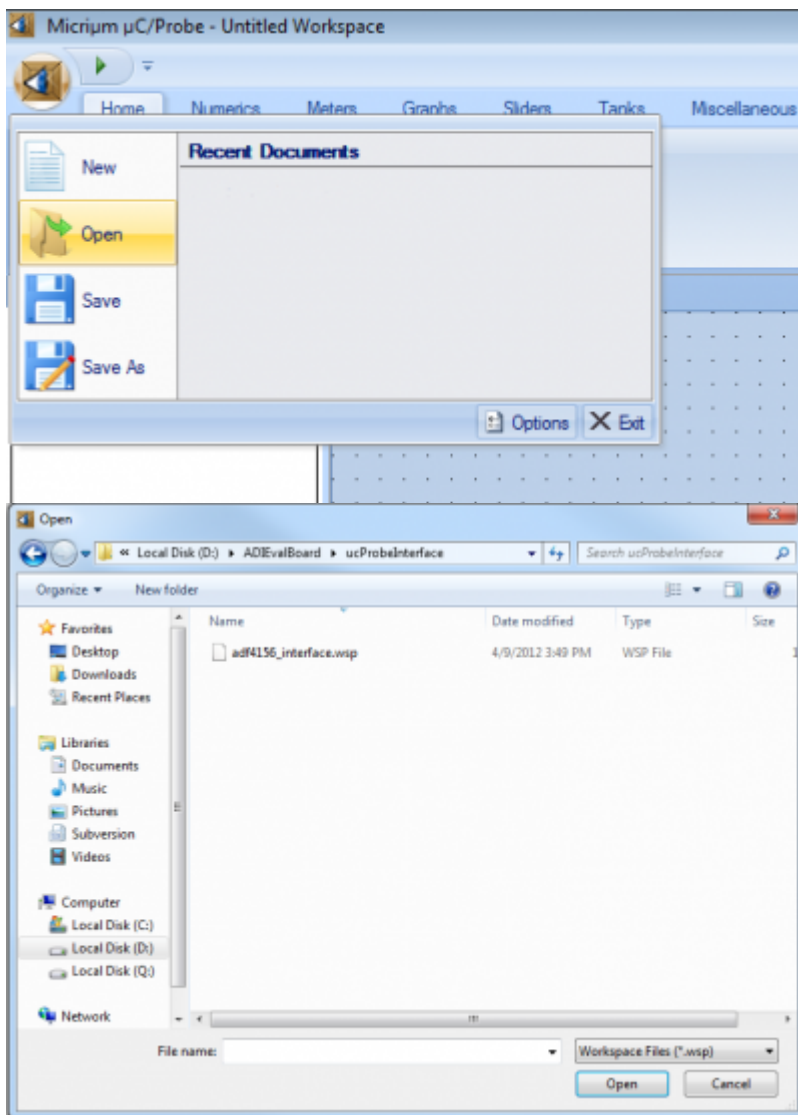 Micriµm µC/Probe - Untitled Workspace
Home Numerics Meters Graphs Sliders Tanks Miscellaneous
Recent Documents
New
Open
Save
Save As
Options Exit
Open
« Local Disk (D:) ▸ ADIEvalBoard ▸ ucProbeInterface Search ucProbeInterface
Organize New folder
Name Date modified Type Size
adf4156_interface.wsp 4/9/2012 3:49 PM WSP File 1
Favorites
Desktop
Downloads
Recent Places
Libraries
Documents
Music
Pictures
Subversion
Videos
Computer
Local Disk (C:)
Local Disk (D:)
Local Disk (Q:)
Network
File name: Workspace Files (*.wsp)
Open Cancel